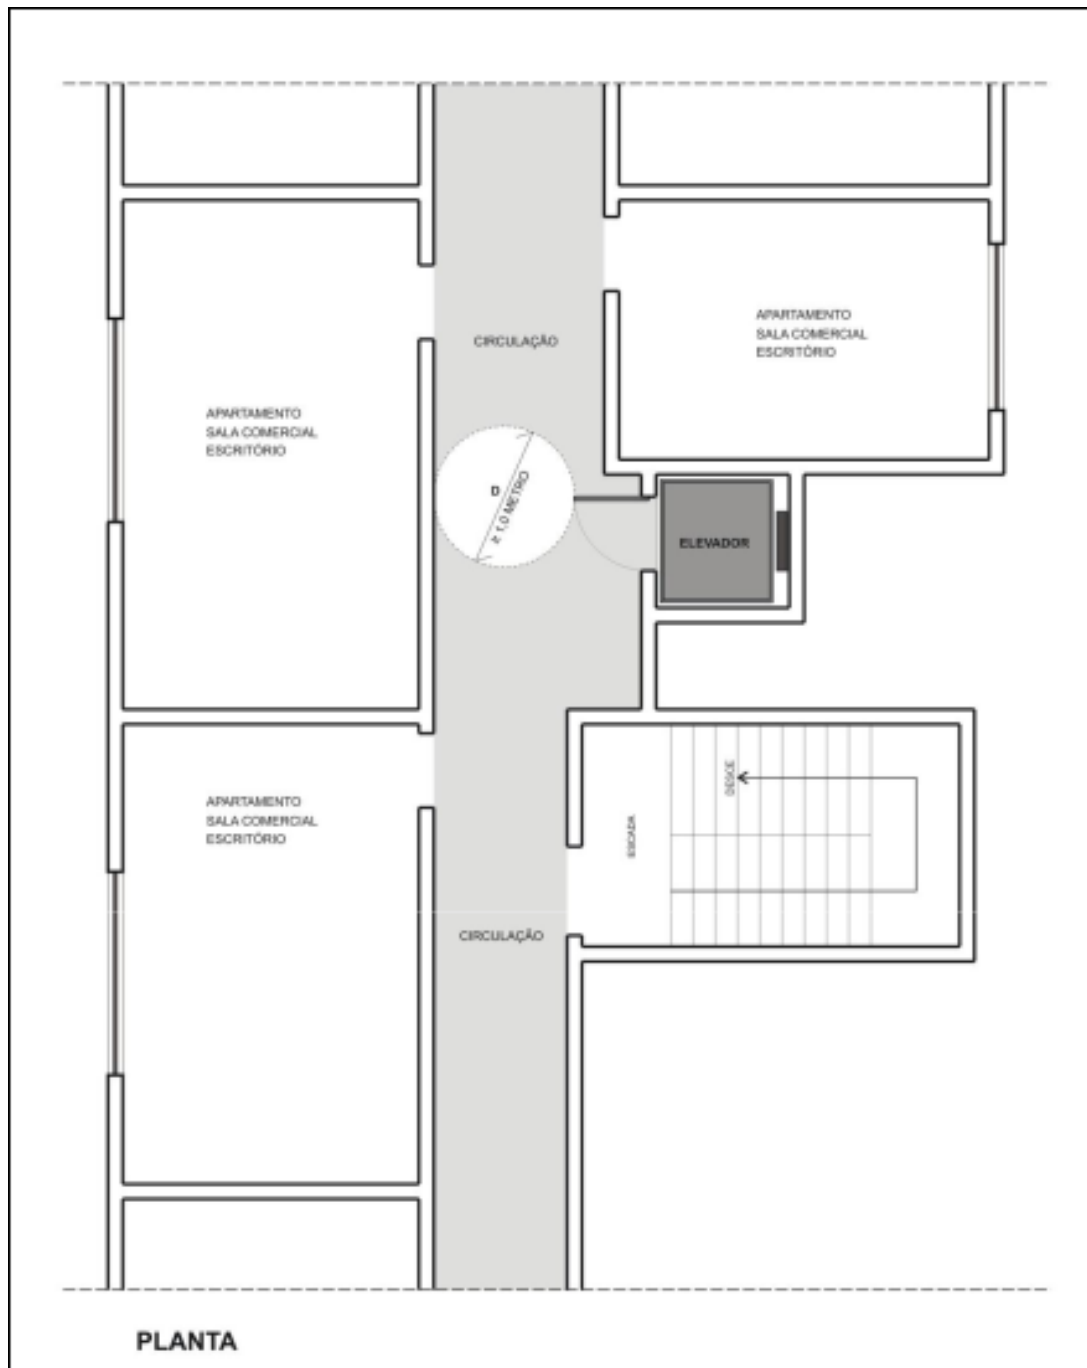 CIRCULAÇÃO
APARTAMENTO
SALA COMERCIAL
ESCRITÓRIO
APARTAMENTO
SALA COMERCIAL
ESCRITÓRIO
D
≥ 1,0 METRO
ELEVADOR
DESCE
APARTAMENTO
SALA COMERCIAL
ESCRITÓRIO
ESCADA
CIRCULAÇÃO
PLANTA